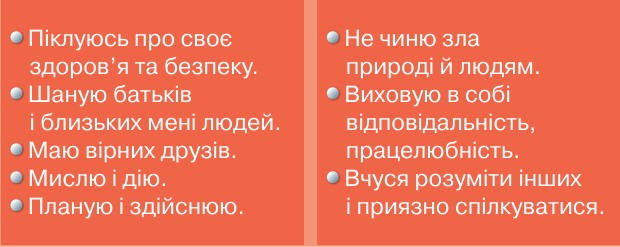 Піклуюсь про своє
здоров’я та безпеку.
Шаную батьків
і близьких мені людей.
Маю вірних друзів.
Мислю і дію.
Планую і здійснюю.
Не чиню зла
природі й людям.
Виховую в собі
відповідальність,
працелюбність.
Вчуся розуміти інших
і приязно спілкуватися.